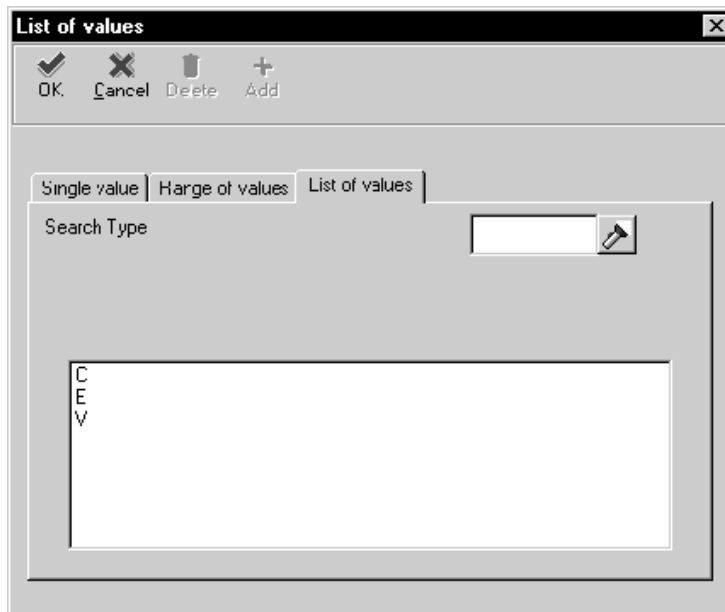 List of values
OK Cancel Delete Add
Single value Range of values List of values
Search Type
C
E
V